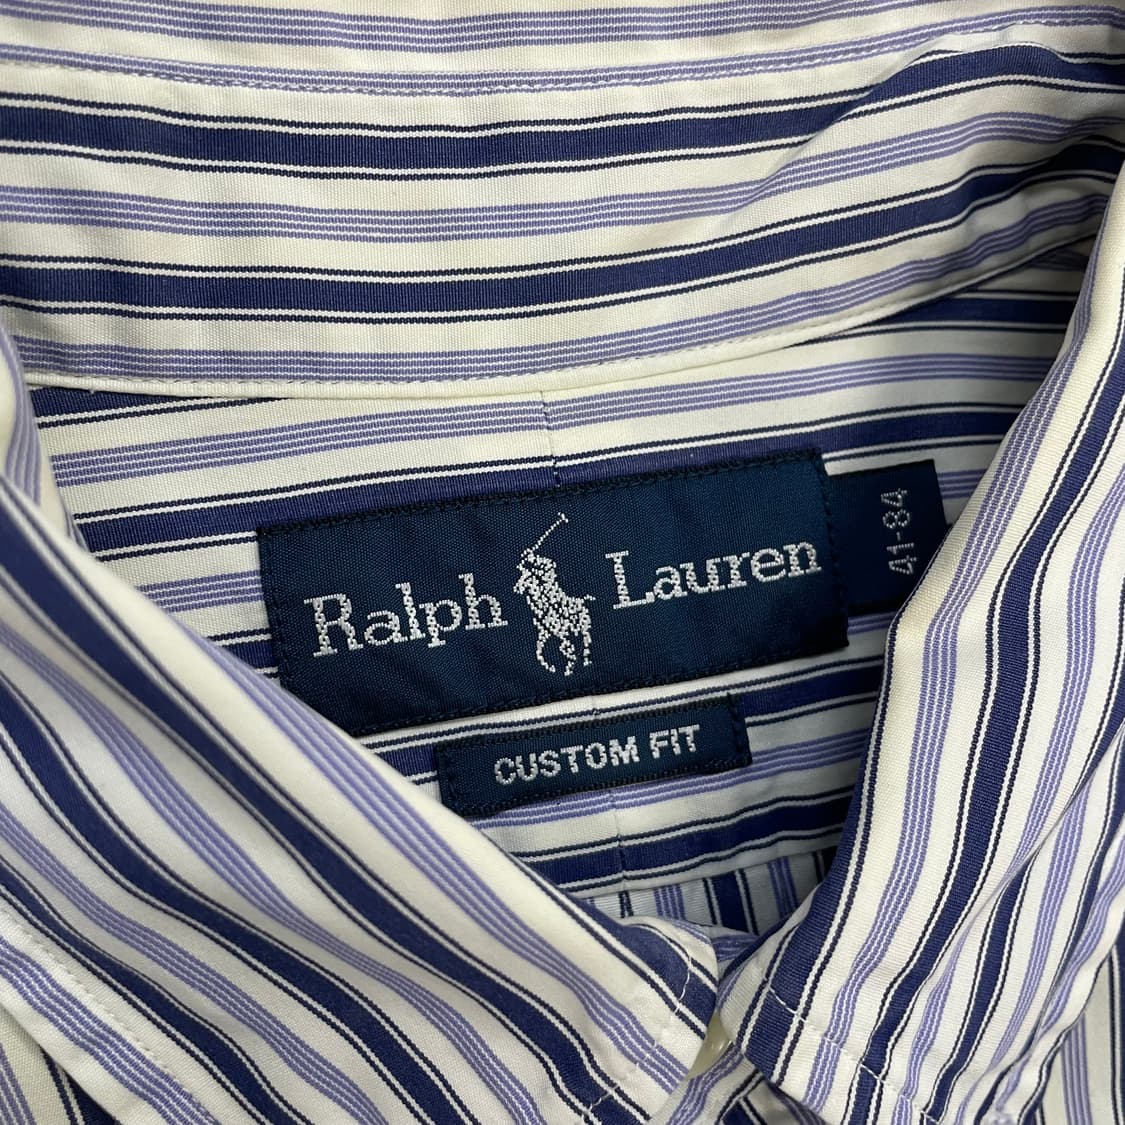 Ralph Lauren
41-84
CUSTOM FIT